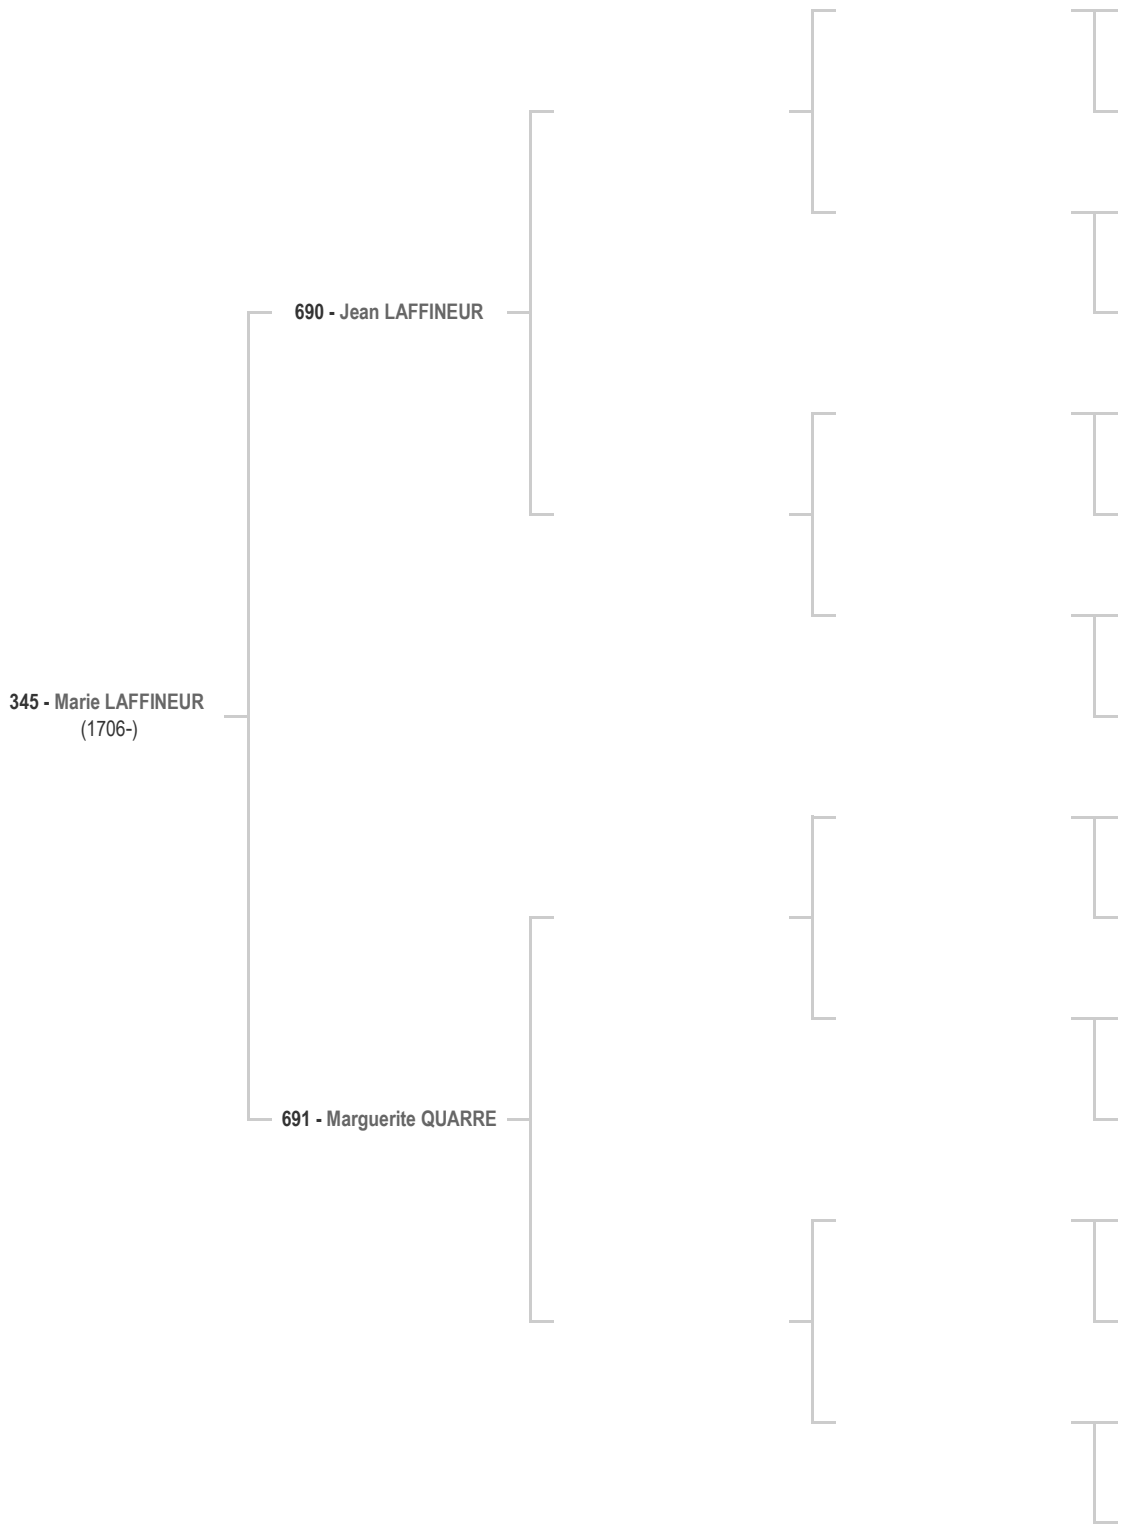 690 - Jean LAFFINEUR
345 - Marie LAFFINEUR
(1706-)
691 - Marguerite QUARRE